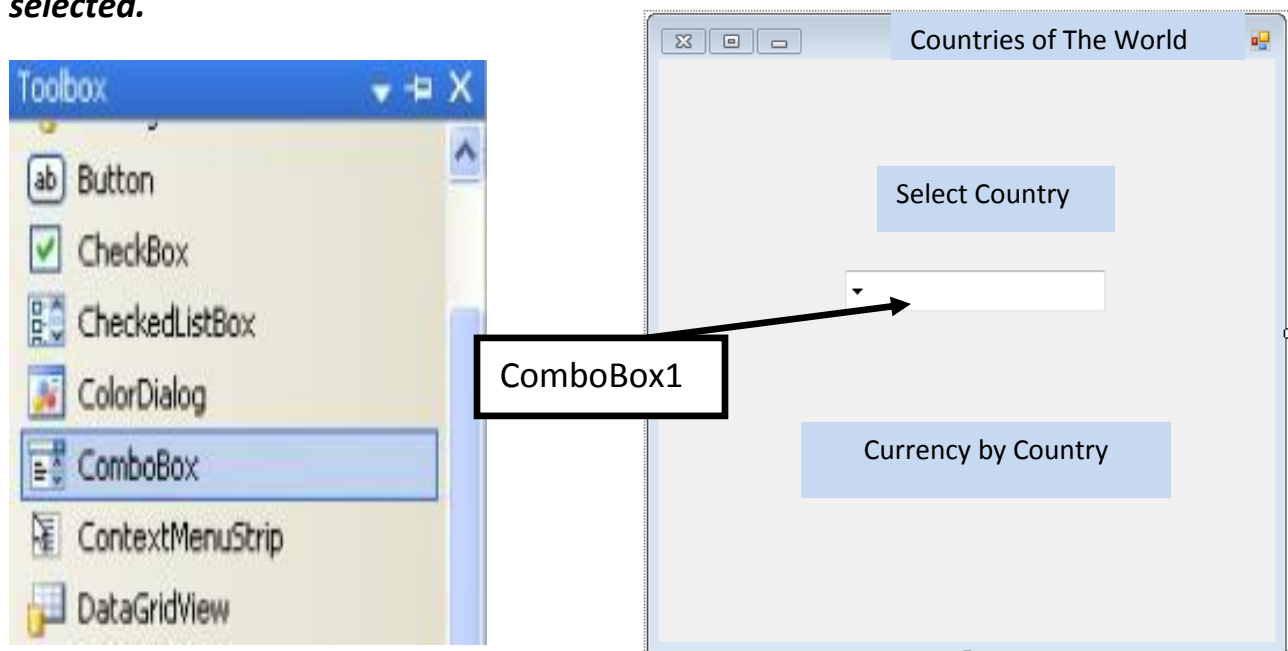 selected.
Toolbox
ab Button
CheckBox
CheckedListBox
ColorDialog
ComboBox
ContextMenuStrip
DataGridView
Countries of The World
Select Country
ComboBox1
Currency by Country